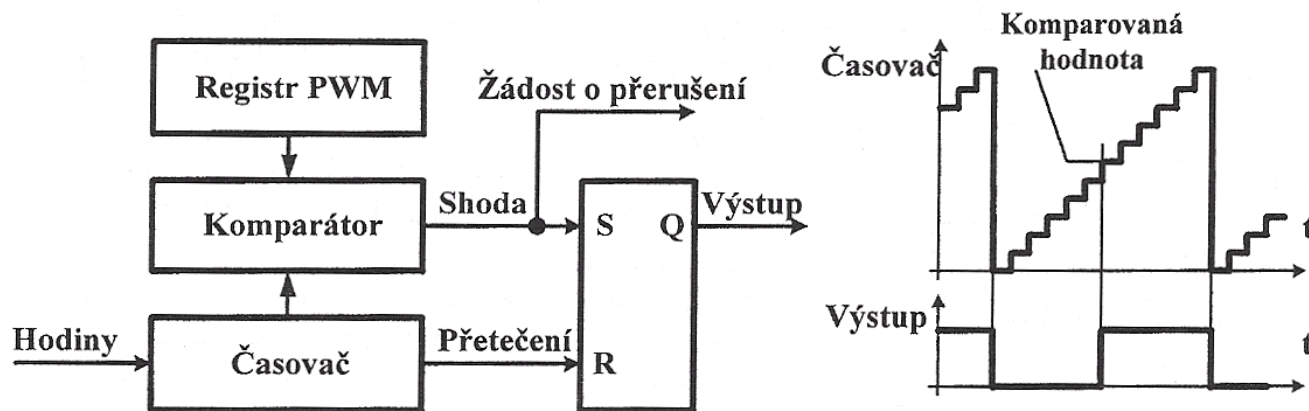 Registr PWM
Žádost o přerušení
Komparátor
Shoda
S
Q
Výstup
Hodiny
Časovač
Přetečení
R
Komparovaná
hodnota
Časovač
t
Výstup
t